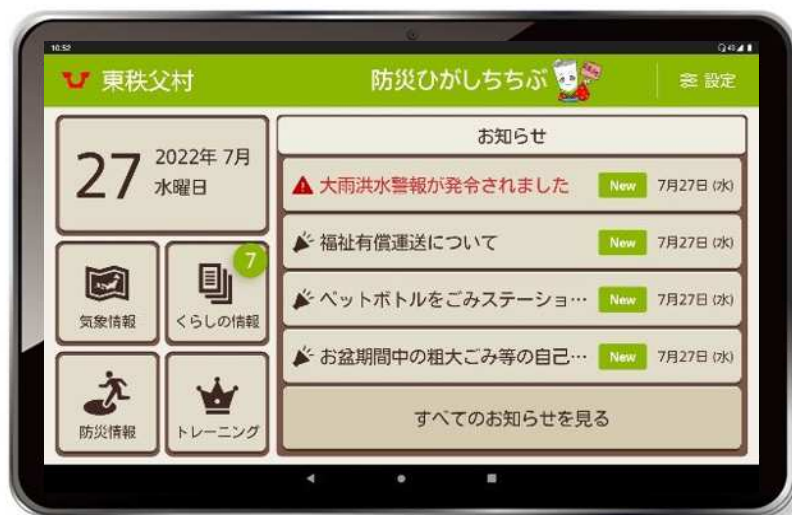 10:52
4G
東秩父村
防災ひがしちちぶ
設定
27
2022年 7月
水曜日
お知らせ
大雨洪水警報が発令されました New 7月27日 (水)
福祉有償運送について New 7月27日 (水)
ペットボトルをごみステーショ… New 7月27日 (水)
お盆期間中の粗大ごみ等の自己… New 7月27日 (水)
すべてのお知らせを見る
気象情報
7
くらしの情報
防災情報
トレーニング